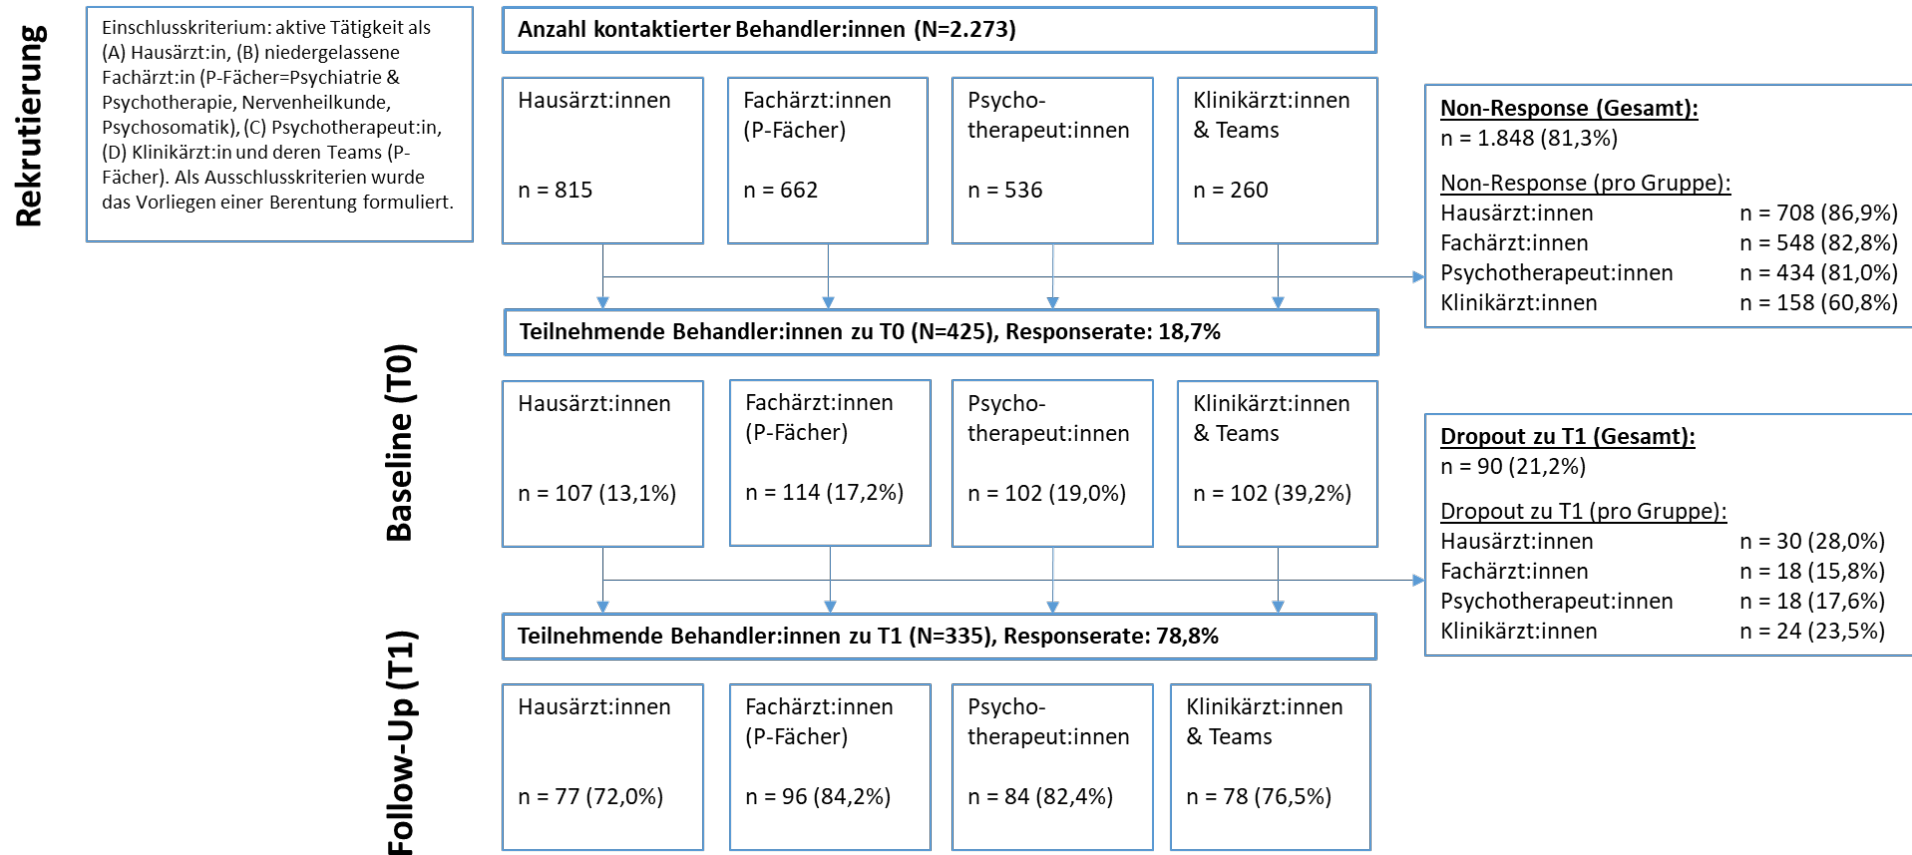 Rekrutierung
Einschlusskriterium: aktive Tätigkeit als
(A) Hausärzt:in, (B) niedergelassene
Fachärzt:in (P-Fächer=Psychiatrie &
Psychotherapie, Nervenheilkunde,
Psychosomatik), (C) Psychotherapeut:in,
(D) Klinikärzt:in und deren Teams (P-
Fächer). Als Ausschlusskriterien wurde
das Vorliegen einer Berentung formuliert.
Anzahl kontaktierter Behandler:innen (N=2.273)
Hausärzt:innen
n = 815
Fachärzt:innen
(P-Fächer)
n = 662
Psycho-
therapeut:innen
n = 536
Klinikärzt:innen
& Teams
n = 260
Non-Response (Gesamt):
n = 1.848 (81,3%)
Non-Response (pro Gruppe):
Hausärzt:innen n = 708 (86,9%)
Fachärzt:innen n = 548 (82,8%)
Psychotherapeut:innen n = 434 (81,0%)
Klinikärzt:innen n = 158 (60,8%)
Baseline (T0)
Teilnehmende Behandler:innen zu T0 (N=425), Responserate: 18,7%
Hausärzt:innen
n = 107 (13,1%)
Fachärzt:innen
(P-Fächer)
n = 114 (17,2%)
Psycho-
therapeut:innen
n = 102 (19,0%)
Klinikärzt:innen
& Teams
n = 102 (39,2%)
Dropout zu T1 (Gesamt):
n = 90 (21,2%)
Dropout zu T1 (pro Gruppe):
Hausärzt:innen n = 30 (28,0%)
Fachärzt:innen n = 18 (15,8%)
Psychotherapeut:innen n = 18 (17,6%)
Klinikärzt:innen n = 24 (23,5%)
Follow-Up (T1)
Teilnehmende Behandler:innen zu T1 (N=335), Responserate: 78,8%
Hausärzt:innen
n = 77 (72,0%)
Fachärzt:innen
(P-Fächer)
n = 96 (84,2%)
Psycho-
therapeut:innen
n = 84 (82,4%)
Klinikärzt:innen
& Teams
n = 78 (76,5%)